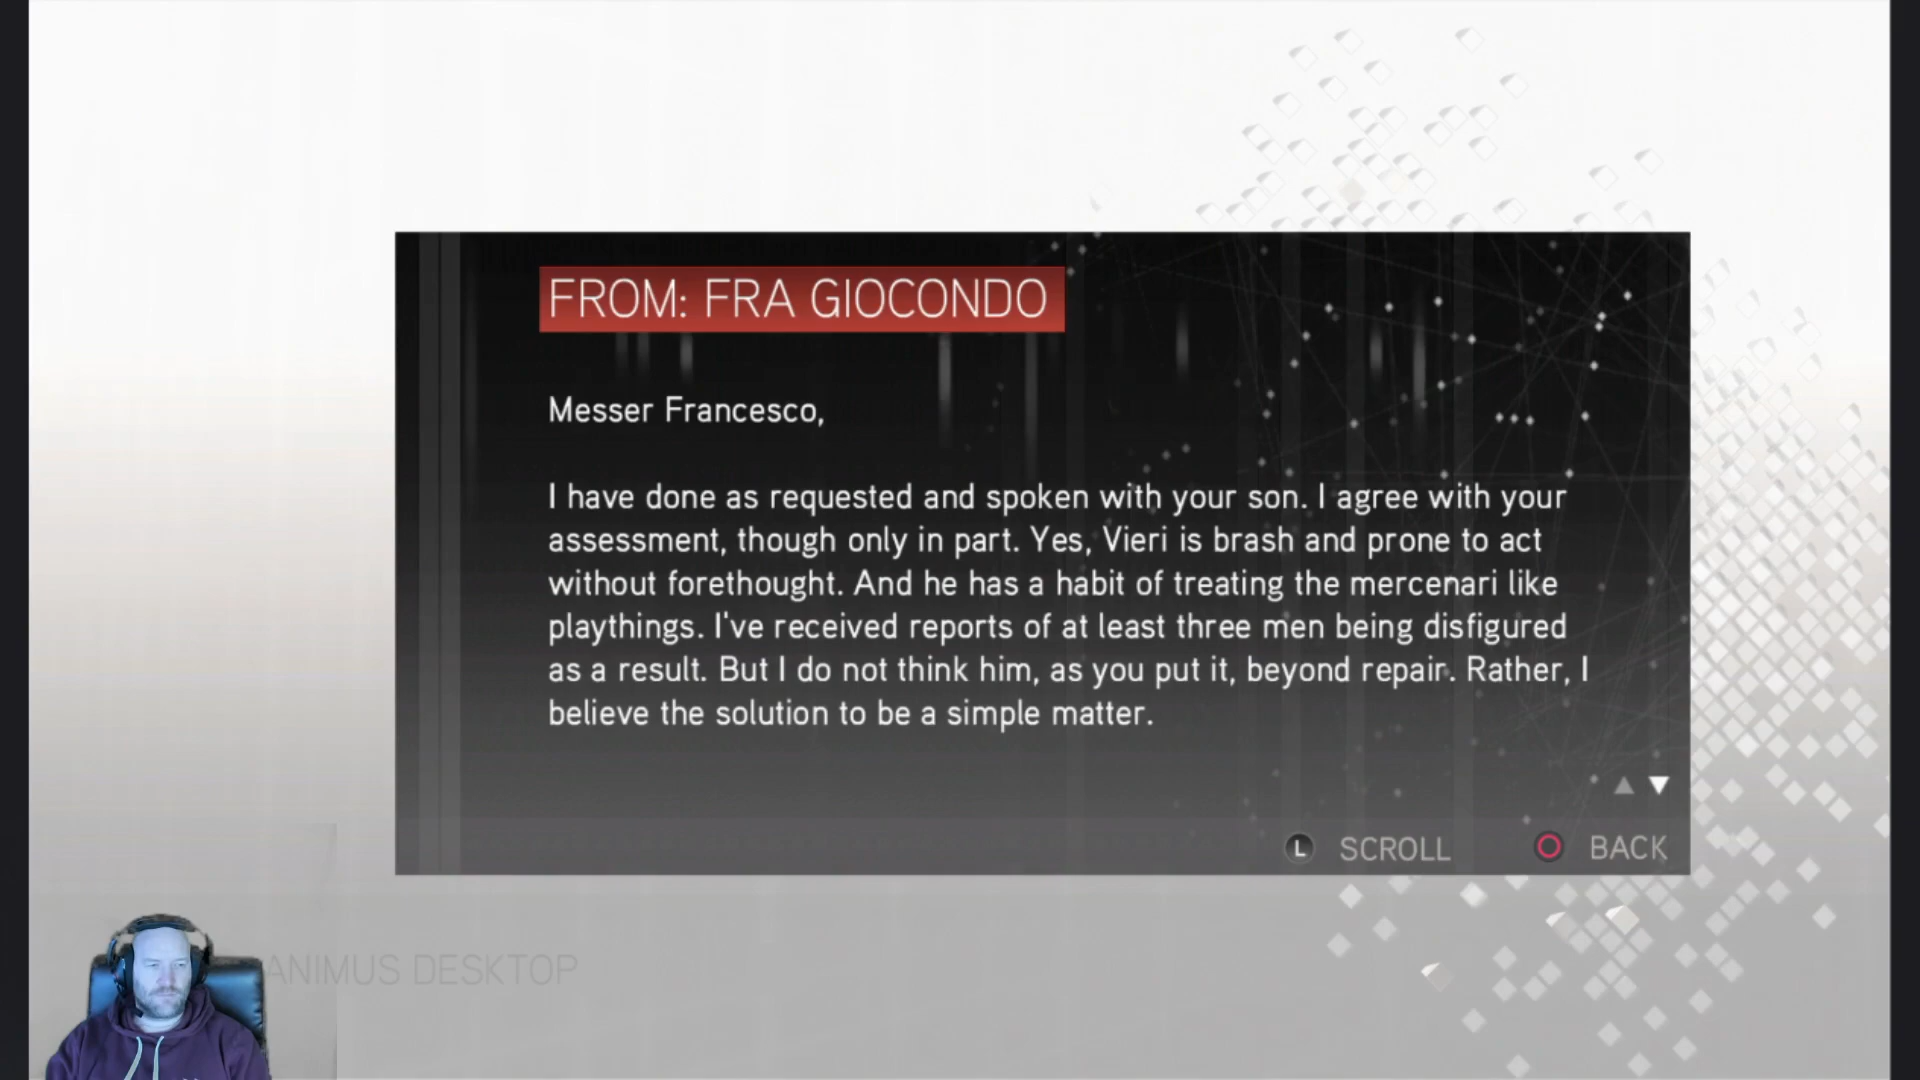 FROM: FRA GIOCONDO
Messer Francesco,
I have done as requested and spoken with your son. I agree with your
assessment, though only in part. Yes, Vieri is brash and prone to act
without forethought. And he has a habit of treating the mercenari like
playthings. I've received reports of at least three men being disfigured
as a result. But I do not think him, as you put it, beyond repair. Rather, I
believe the solution to be a simple matter.
L SCROLL BACK
ANIMUS DESKTOP